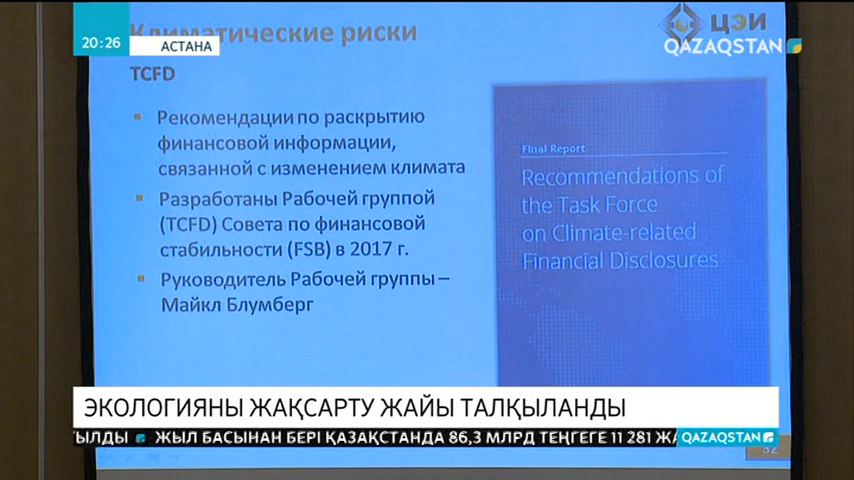 20:26
АСТАНА
Климатические риски
ЦЭИ
QAZAQSTAN
TCFD
Рекомендации по раскрытию
финансовой информации,
связанной с изменением климата
Разработаны Рабочей группой
(TCFD) Совета по финансовой
стабильности (FSB) в 2017 г.
Руководитель Рабочей группы –
Майкл Блумберг
Final Report
Recommendations of
the Task Force
on Climate-related
Financial Disclosures
ЭКОЛОГИЯНЫ ЖАҚСАРТУ ЖАЙЫ ТАЛҚЫЛАНДЫ
ТЫЛДЫ ЖЫЛ БАСЫНАН БЕРІ ҚАЗАҚСТАНДА 86,3 МЛРД ТЕҢГЕГЕ 11 281 ЖА
QAZAQSTAN
32